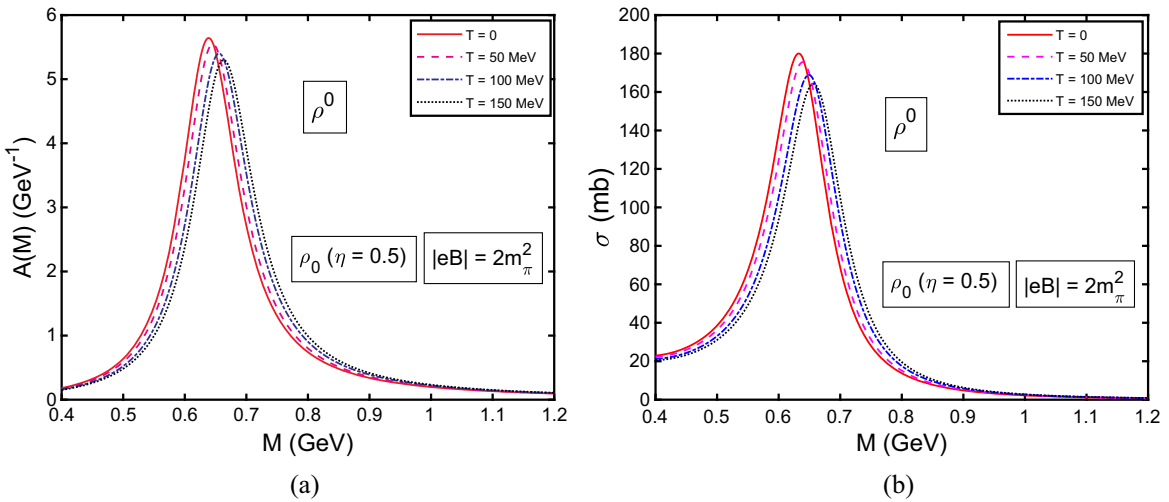 6
5
4
3
2
1
0
0.4 0.5 0.6 0.7 0.8 0.9 1 1.1 1.2
A(M) (GeV⁻¹)
M (GeV)
T = 0
T = 50 MeV
T = 100 MeV
T = 150 MeV
ρ⁰
ρ₀ (η = 0.5) |eB| = 2m²π
(a)
200
180
160
140
120
100
80
60
40
20
0
0.4 0.5 0.6 0.7 0.8 0.9 1 1.1 1.2
σ (mb)
M (GeV)
T = 0
T = 50 MeV
T = 100 MeV
T = 150 MeV
ρ⁰
ρ₀ (η = 0.5) |eB| = 2m²π
(b)